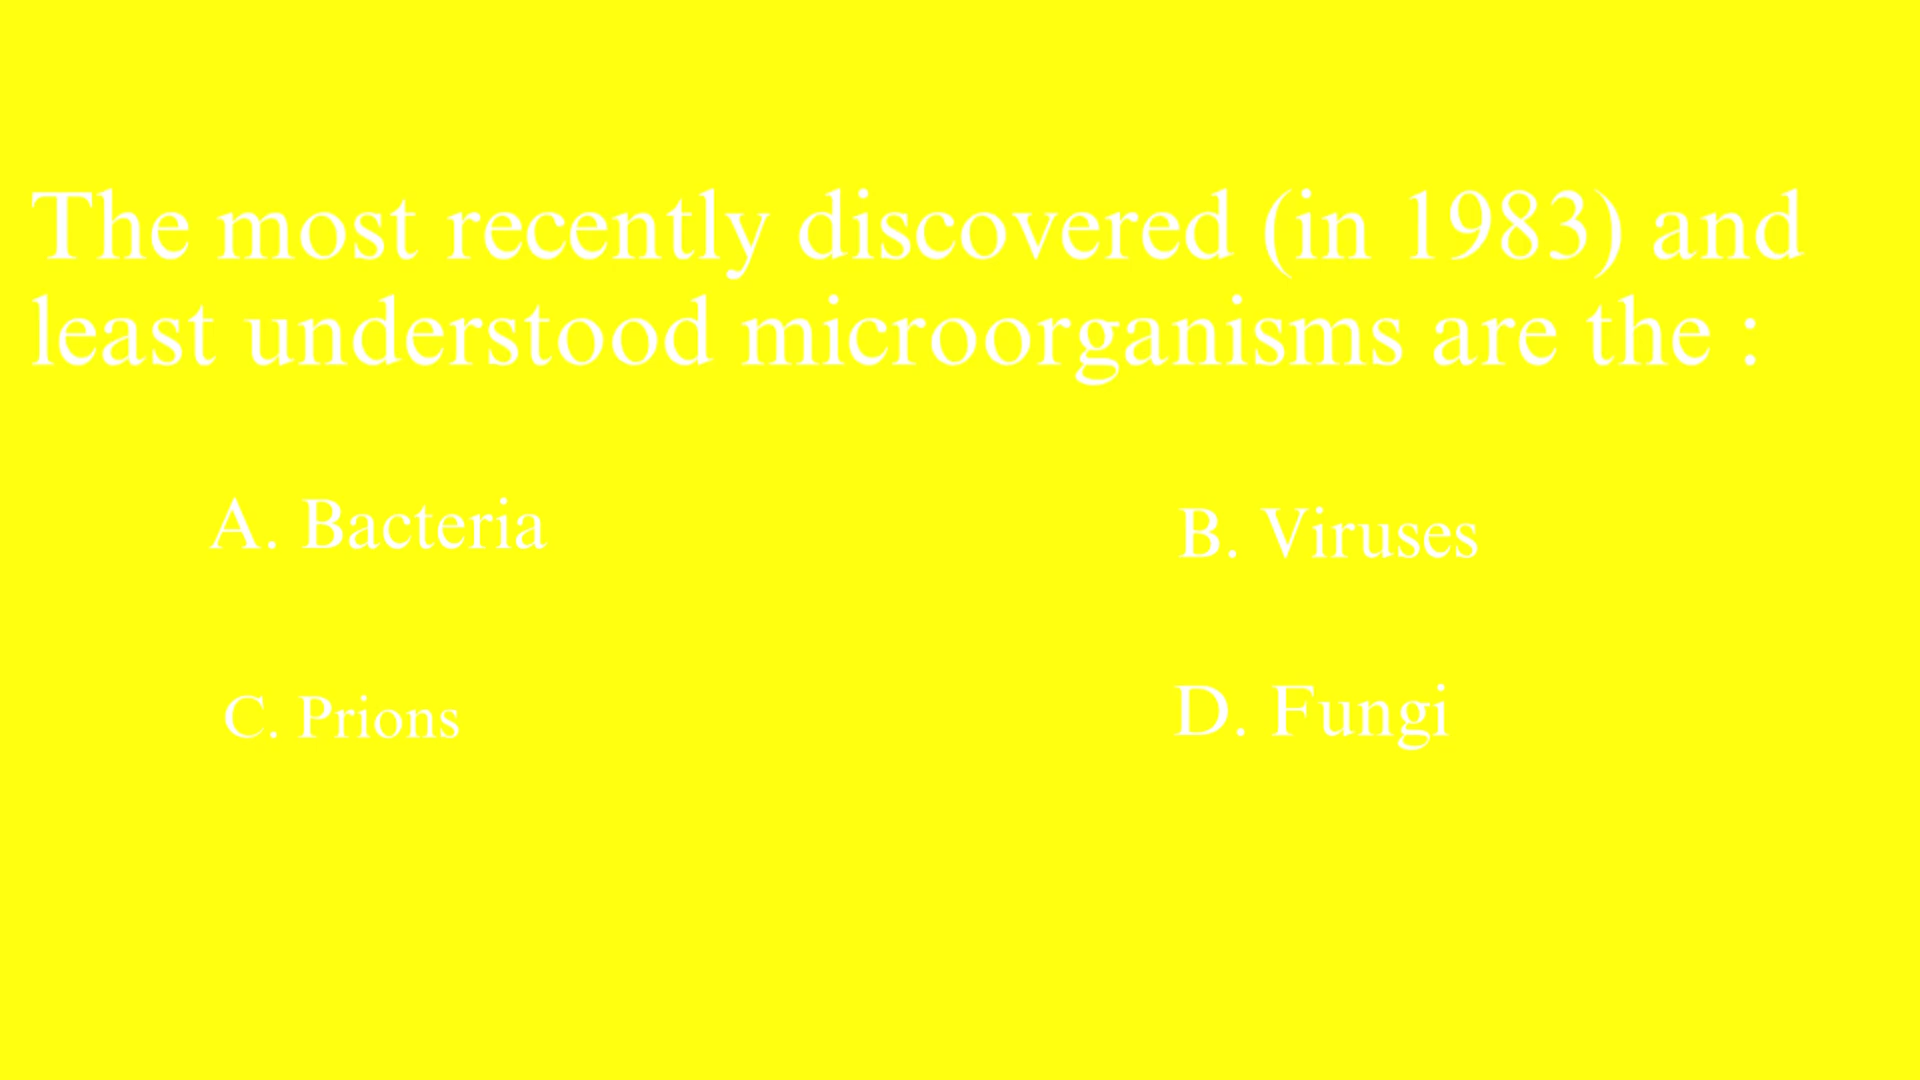 The most recently discovered (in 1983) and
least understood microorganisms are the :
A. Bacteria
B. Viruses
C. Prions
D. Fungi